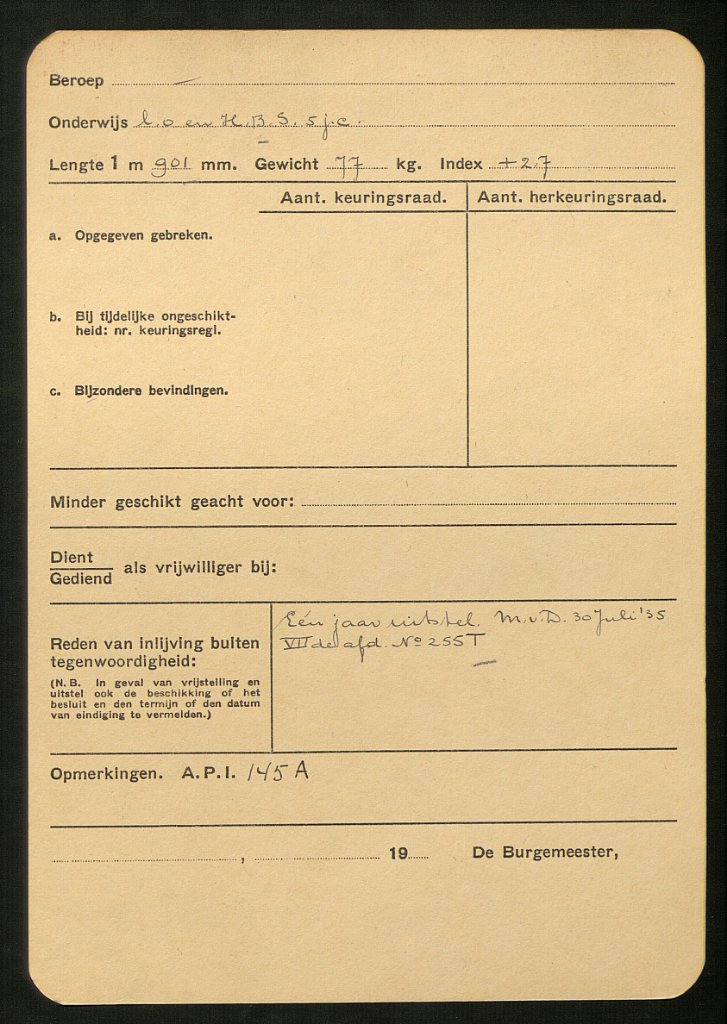 Beroep
Onderwijs l.o en H.B.S. 5 j.c.
Lengte 1 m 901 mm. Gewicht 77 kg. Index +2.7
Aant. keuringsraad. Aant. herkeuringsraad.
a. Opgegeven gebreken.
b. Bij tijdelijke ongeschikt-
heid: nr. keuringsregl.
c. Bijzondere bevindingen.
Minder geschikt geacht voor:
Dient
Gediend als vrijwilliger bij:
Eén jaar uitstel. M.v.D. 30 Juli '35
VIIde afd. No 255T
Reden van inlijving buiten
tegenwoordigheid:
(N. B. In geval van vrijstelling en
uitstel ook de beschikking of het
besluit en den termijn of den datum
van eindiging te vermelden.)
Opmerkingen. A.P.I. 145 A
, 19 De Burgemeester,